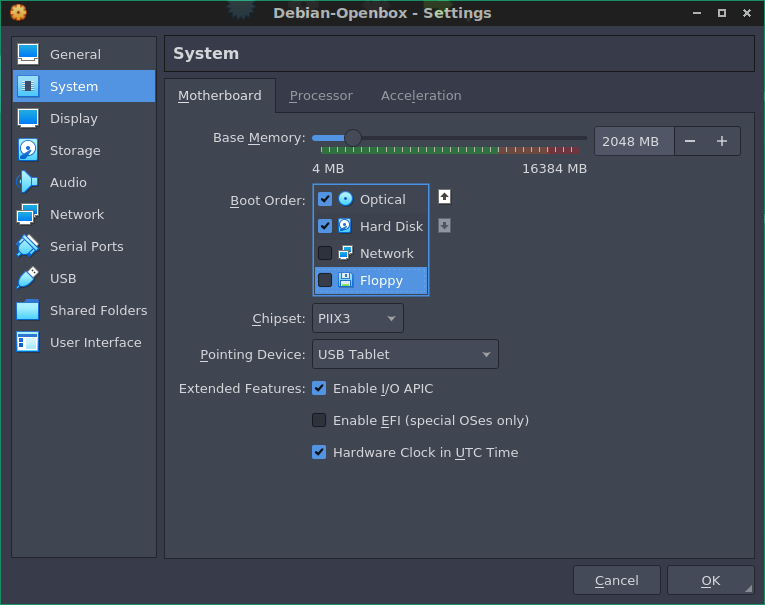 Debian-Openbox - Settings
General
System
Display
Storage
Audio
Network
Serial Ports
USB
Shared Folders
User Interface
System
Motherboard Processor Acceleration
Base Memory: 2048 MB
4 MB 16384 MB
Boot Order: Optical
Hard Disk
Network
Floppy
Chipset: PIIX3
Pointing Device: USB Tablet
Extended Features: Enable I/O APIC
Enable EFI (special OSes only)
Hardware Clock in UTC Time
Cancel OK